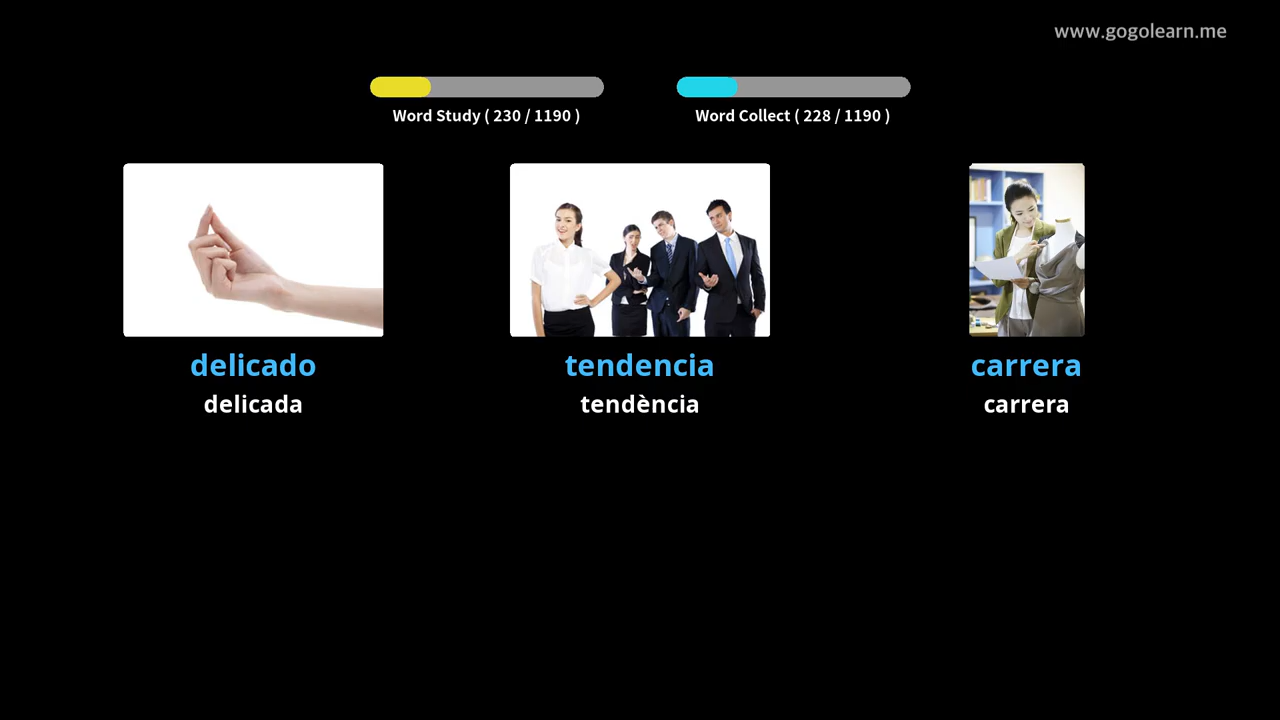 www.gogolearn.me
Word Study ( 230 / 1190 )
Word Collect ( 228 / 1190 )
delicado
delicada
tendencia
tendència
carrera
carrera